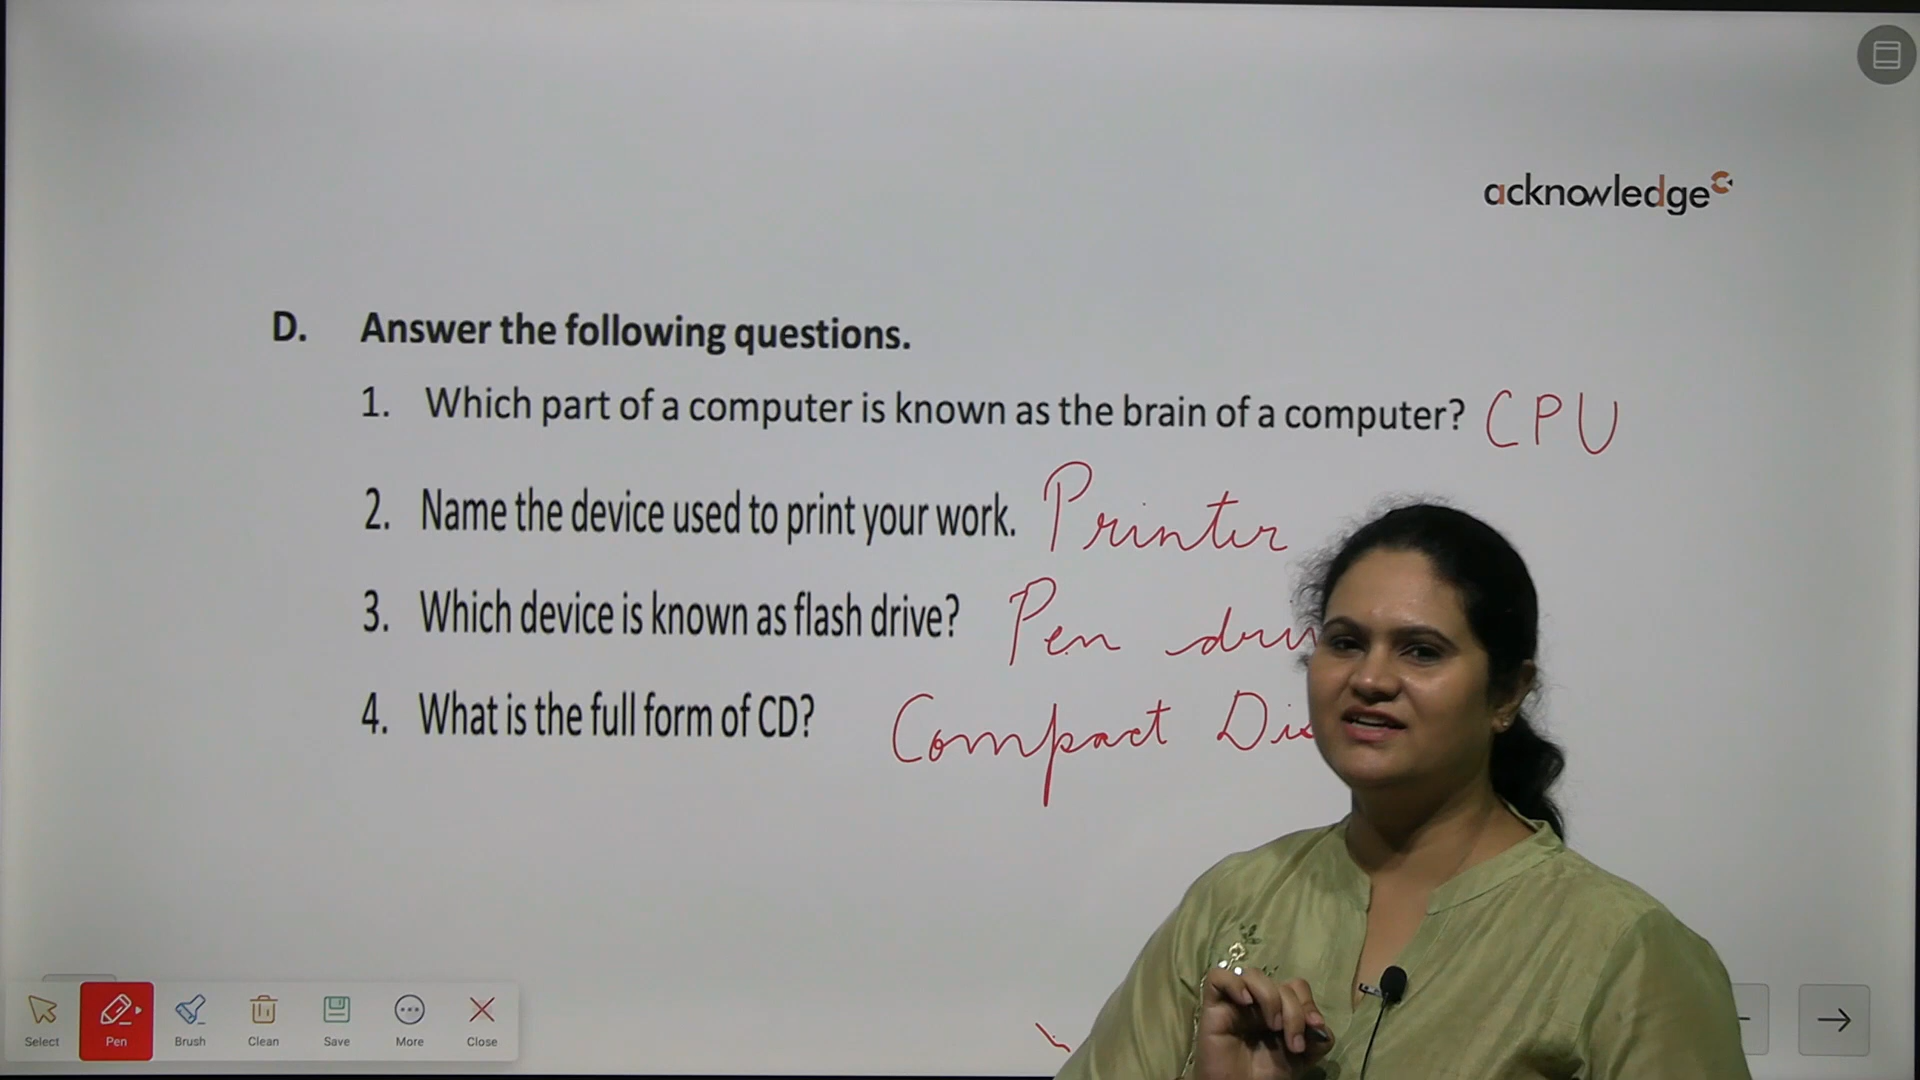 acknowledge
D. Answer the following questions.
1. Which part of a computer is known as the brain of a computer? CPU
2. Name the device used to print your work. Printer
3. Which device is known as flash drive? Pen
4. What is the full form of CD? Compact
Select Pen Brush Clean Save More Close